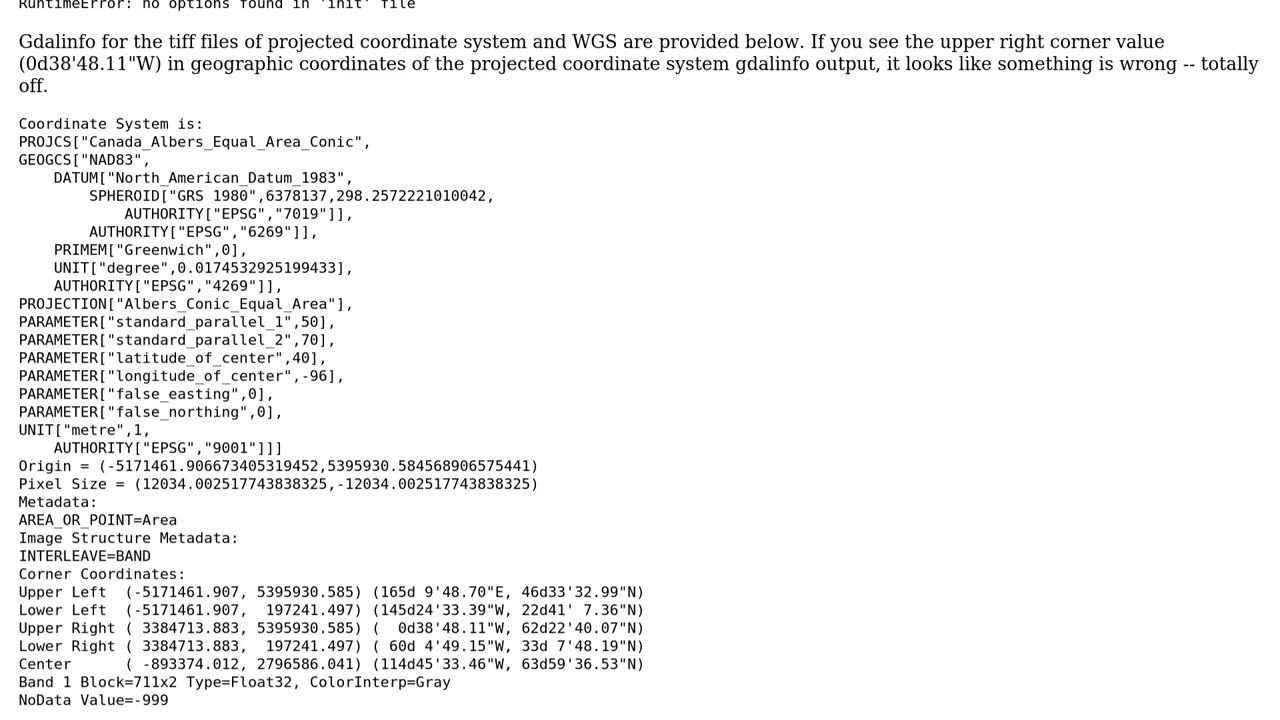 RuntimeError: no options found in 'init' file
Gdalinfo for the tiff files of projected coordinate system and WGS are provided below. If you see the upper right corner value
(0d38'48.11"W) in geographic coordinates of the projected coordinate system gdalinfo output, it looks like something is wrong -- totally
off.
Coordinate System is:
PROJCS["Canada_Albers_Equal_Area_Conic",
GEOGCS["NAD83",
    DATUM["North_American_Datum_1983",
        SPHEROID["GRS 1980",6378137,298.2572221010042,
            AUTHORITY["EPSG","7019"]],
        AUTHORITY["EPSG","6269"]],
    PRIMEM["Greenwich",0],
    UNIT["degree",0.0174532925199433],
    AUTHORITY["EPSG","4269"]],
PROJECTION["Albers_Conic_Equal_Area"],
PARAMETER["standard_parallel_1",50],
PARAMETER["standard_parallel_2",70],
PARAMETER["latitude_of_center",40],
PARAMETER["longitude_of_center",-96],
PARAMETER["false_easting",0],
PARAMETER["false_northing",0],
UNIT["metre",1,
    AUTHORITY["EPSG","9001"]]]
Origin = (-5171461.906673405319452,5395930.584568906575441)
Pixel Size = (12034.002517743838325,-12034.002517743838325)
Metadata:
AREA_OR_POINT=Area
Image Structure Metadata:
INTERLEAVE=BAND
Corner Coordinates:
Upper Left  (-5171461.907, 5395930.585) (165d 9'48.70"E, 46d33'32.99"N)
Lower Left  (-5171461.907,  197241.497) (145d24'33.39"W, 22d41' 7.36"N)
Upper Right ( 3384713.883, 5395930.585) (  0d38'48.11"W, 62d22'40.07"N)
Lower Right ( 3384713.883,  197241.497) ( 60d 4'49.15"W, 33d 7'48.19"N)
Center      ( -893374.012, 2796586.041) (114d45'33.46"W, 63d59'36.53"N)
Band 1 Block=711x2 Type=Float32, ColorInterp=Gray
NoData Value=-999